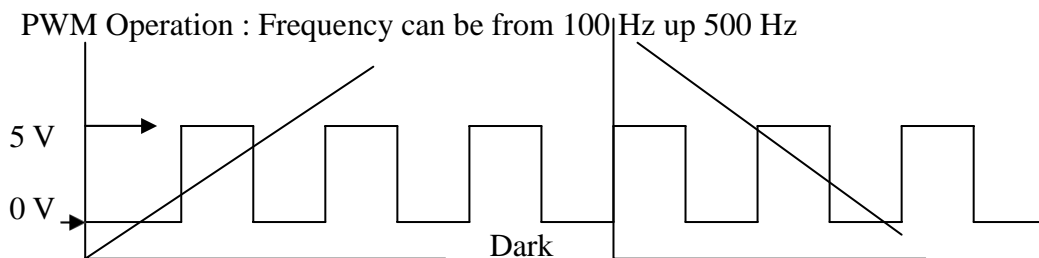 PWM Operation : Frequency can be from 100 Hz up 500 Hz
5 V
0 V
Dark